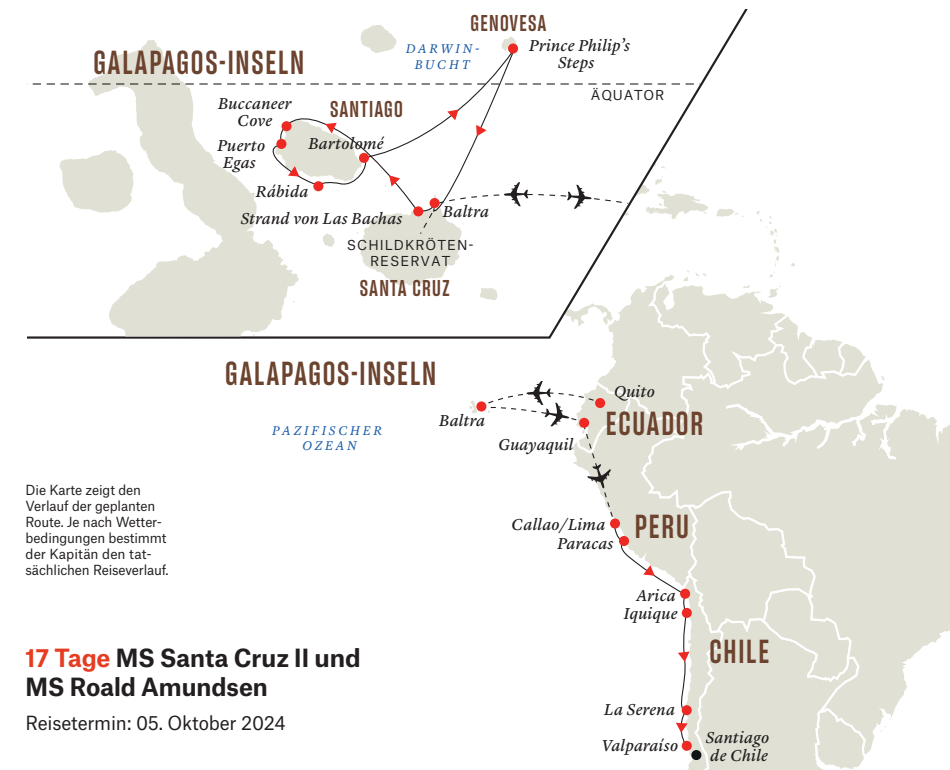 GENOVESA
DARWIN-
BUCHT
Prince Philip's
Steps
GALAPAGOS-INSELN
ÄQUATOR
Buccaneer
Cove
SANTIAGO
Puerto
Egas
Bartolomé
Rábida
Strand von Las Bachas
Baltra
SCHILDKRÖTEN-
RESERVAT
SANTA CRUZ
GALAPAGOS-INSELN
Quito
Baltra
ECUADOR
PAZIFISCHER
OZEAN
Guayaquil
Die Karte zeigt den
Verlauf der geplanten
Route. Je nach Wetter-
bedingungen bestimmt
der Kapitän den tat-
sächlichen Reiseverlauf.
Callao/Lima
PERU
Paracas
Arica
Iquique
CHILE
17 Tage MS Santa Cruz II und
MS Roald Amundsen
Reisetermin: 05. Oktober 2024
La Serena
Valparaíso
Santiago
de Chile